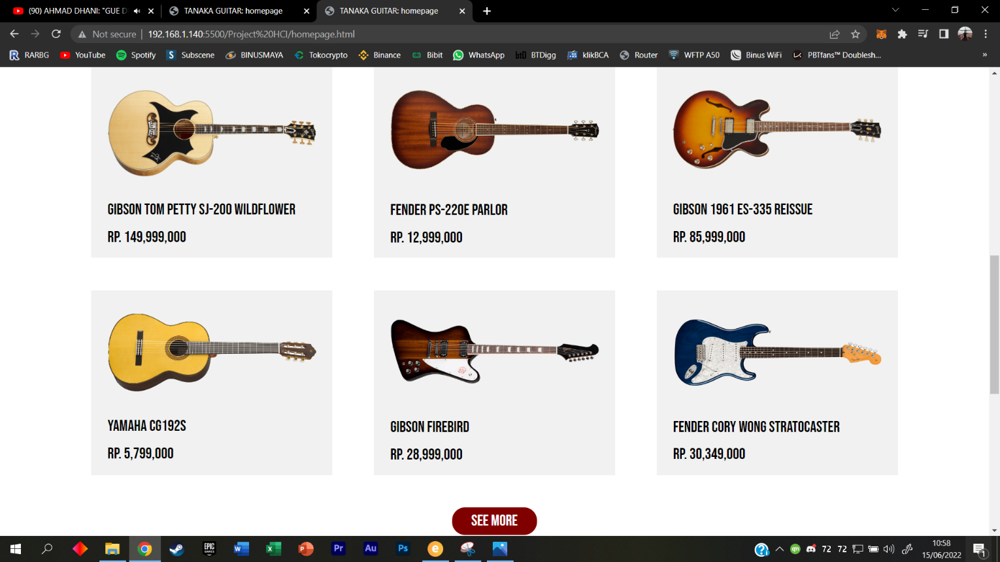 (90) AHMAD DHANI: "GUE D
TANAKA GUITAR: homepage
TANAKA GUITAR: homepage
Not secure | 192.168.1.140:5500/Project%20HCI/homepage.html
RARBG YouTube Spotify Subscene BINUSMAYA Tokocrypto Binance Bibit WhatsApp BTDigg klikBCA Router WFTP A50 Binus WiFi PBTfans™ Doublesh...
GIBSON TOM PETTY SJ-200 WILDFLOWER
RP. 149,999,000
FENDER PS-220E PARLOR
RP. 12,999,000
GIBSON 1961 ES-335 REISSUE
RP. 85,999,000
YAMAHA CG192S
RP. 5,799,000
GIBSON FIREBIRD
RP. 28,999,000
FENDER CORY WONG STRATOCASTER
RP. 30,349,000
SEE MORE
72 72
10:58
15/06/2022